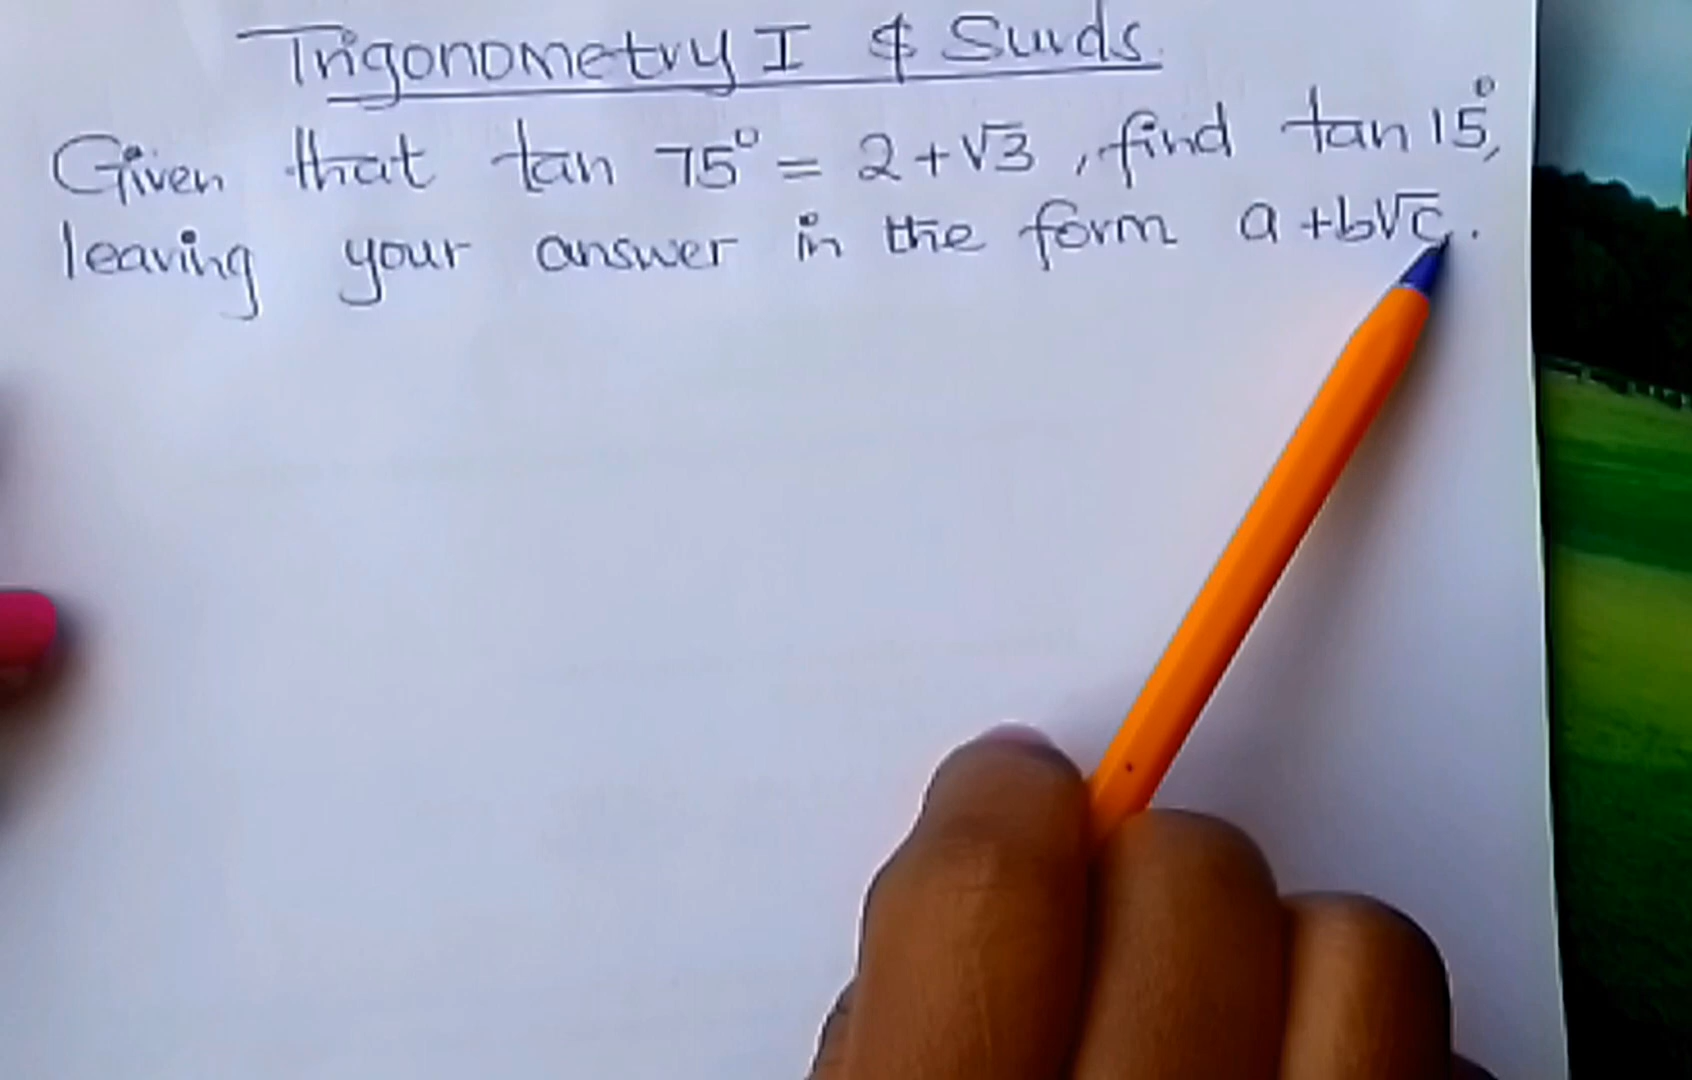 Trigonometry I & Surds.
Given that tan 75° = 2+√3, find tan 15°,
leaving your answer in the form a+b√c.